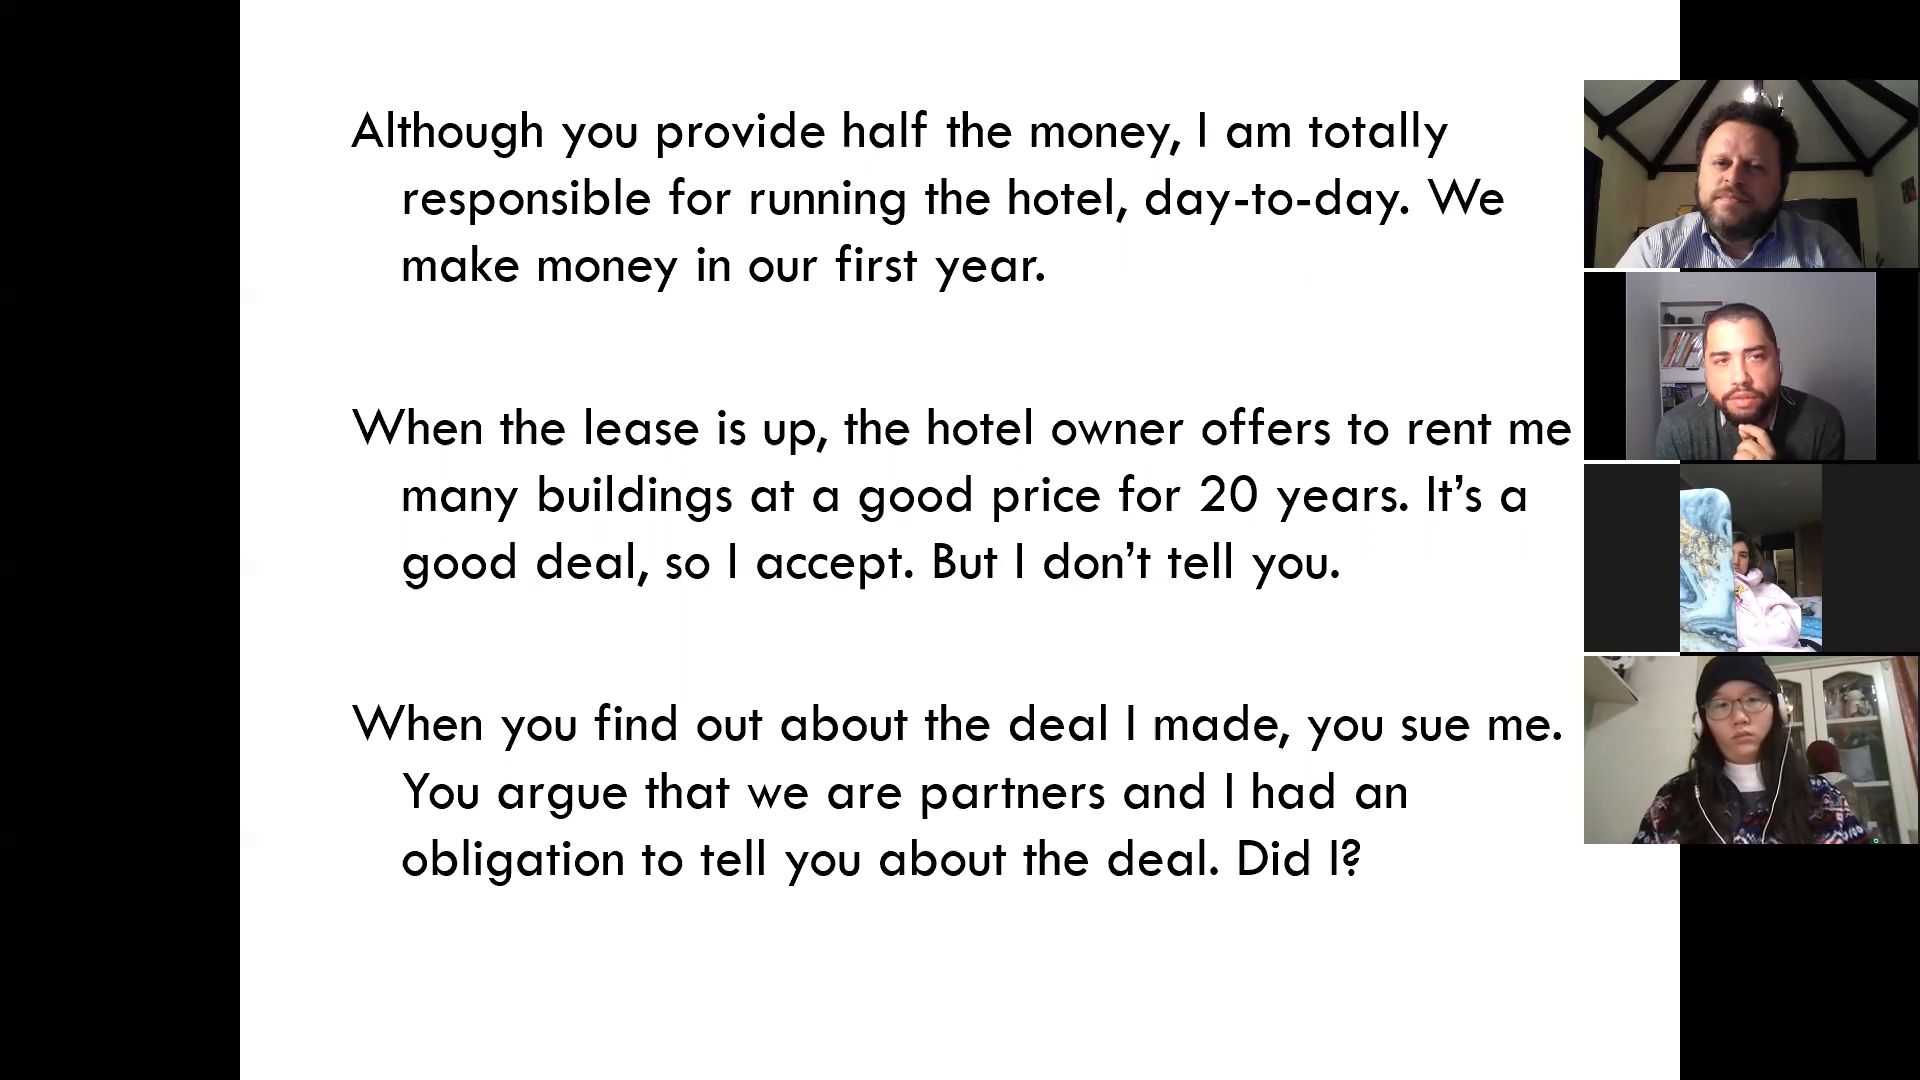 Although you provide half the money, I am totally
responsible for running the hotel, day-to-day. We
make money in our first year.
When the lease is up, the hotel owner offers to rent me
many buildings at a good price for 20 years. It’s a
good deal, so I accept. But I don’t tell you.
When you find out about the deal I made, you sue me.
You argue that we are partners and I had an
obligation to tell you about the deal. Did I?